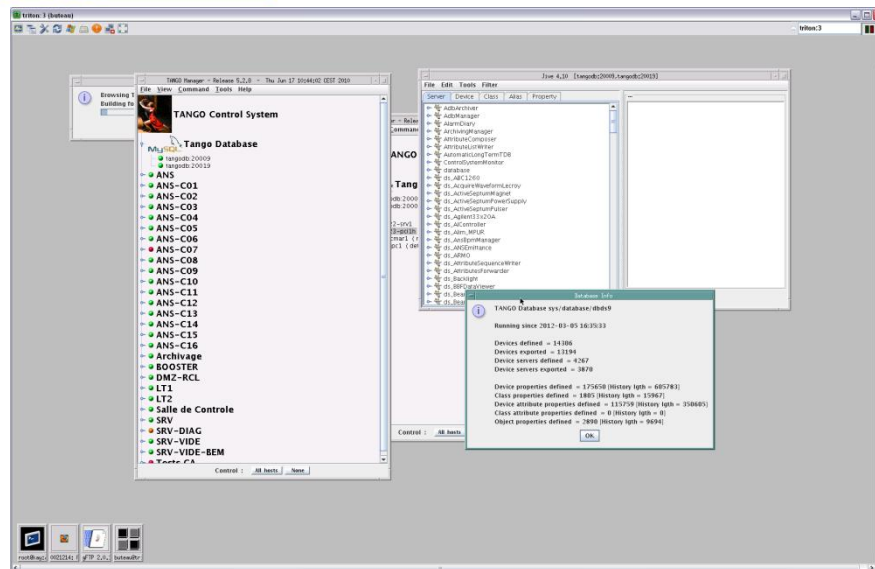 triton:3 (buteau)
triton:3
Browsing T
Building fo
TANGO Manager - Release 5.2.0 - Thu Jun 17 10:44:02 CEST 2010
File View Command Tools Help
TANGO Control System
MySQL
Tango Database
tangodb:20009
tangodb:20019
ANS
ANS-C01
ANS-C02
ANS-C03
ANS-C04
ANS-C05
ANS-C06
ANS-C07
ANS-C08
ANS-C09
ANS-C10
ANS-C11
ANS-C12
ANS-C13
ANS-C14
ANS-C15
ANS-C16
Archivage
BOOSTER
DMZ-RCL
LT1
LT2
Salle de Controle
SRV
SRV-DIAG
SRV-VIDE
SRV-VIDE-BEM
Tests CA
Control : All hosts None
ANGO
Tang
Control : All hosts
Jive 4.10 [tangodb:20009,tangodb:20019]
File Edit Tools Filter
Server Device Class Alias Property
AdbArchiver
AdbManager
AlarmDiary
ArchivingManager
AttributeComposer
AttributeListWriter
AutomaticLongTermTDB
ControlSystemMonitor
database
ds_ABC1260
ds_AcquireWaveformLecroy
ds_ActiveSeptumMagnet
ds_ActiveSeptumPowerSupply
ds_ActiveSeptumPulser
ds_Agilent33x20A
ds_AIController
ds_Alim_MPUR
ds_AnsBpmManager
ds_ANSEmittance
ds_ARMO
ds_AttributeSequenceWriter
ds_AttributesForwarder
ds_Backlight
ds_BBFDataViewer
Database Info
TANGO Database sys/database/dbds9
Running since 2012-03-05 16:35:33
Devices defined = 14306
Devices exported = 13194
Device servers defined = 4267
Device servers exported = 3870
Device properties defined = 175650 [History lgth = 605703]
Class properties defined = 1805 [History lgth = 15967]
Device attribute properties defined = 115759 [History lgth = 350605]
Class attribute properties defined = 0 [History lgth = 0]
Object properties defined = 2890 [History lgth = 9694]
OK